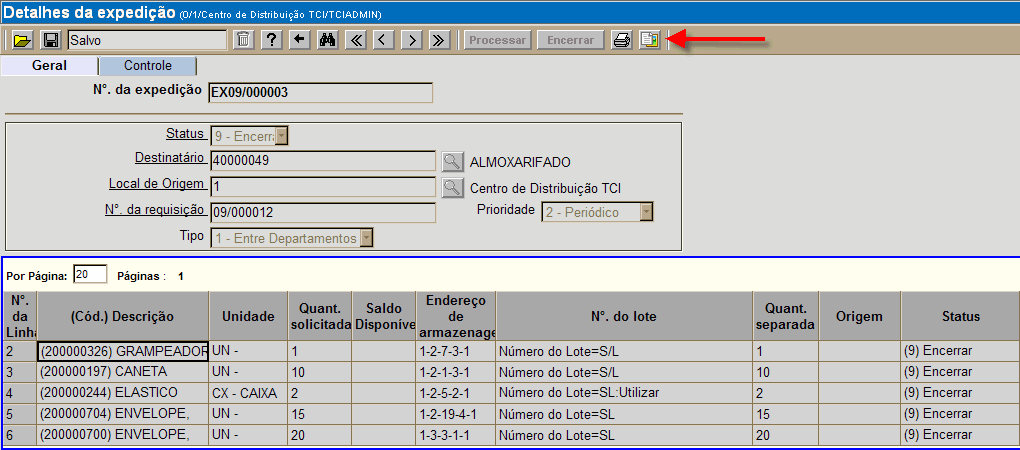 Detalhes da expedição (0/1/Centro de Distribuição TCI/TCIADMIN)
Salvo ? Processar Encerrar
Geral Controle
N°. da expedição EX09/000003
Status 9 - Encerra
Destinatário 40000049 ALMOXARIFADO
Local de Origem 1 Centro de Distribuição TCI
N°. da requisição 09/000012 Prioridade 2 - Periódico
Tipo 1 - Entre Departamentos
Por Página: 20 Páginas : 1
N°. da Linha (Cód.) Descrição Unidade Quant. solicitada Saldo Disponíve Endereço de armazenage N°. do lote Quant. separada Origem Status
2 (200000326) GRAMPEADOR UN - 1 1-2-7-3-1 Número do Lote=S/L 1 (9) Encerrar
3 (200000197) CANETA UN - 10 1-2-1-3-1 Número do Lote=S/L 10 (9) Encerrar
4 (200000244) ELASTICO CX - CAIXA 2 1-2-5-2-1 Número do Lote=SL:Utilizar 2 (9) Encerrar
5 (200000704) ENVELOPE, UN - 15 1-2-19-4-1 Número do Lote=SL 15 (9) Encerrar
6 (200000700) ENVELOPE, UN - 20 1-3-3-1-1 Número do Lote=SL 20 (9) Encerrar